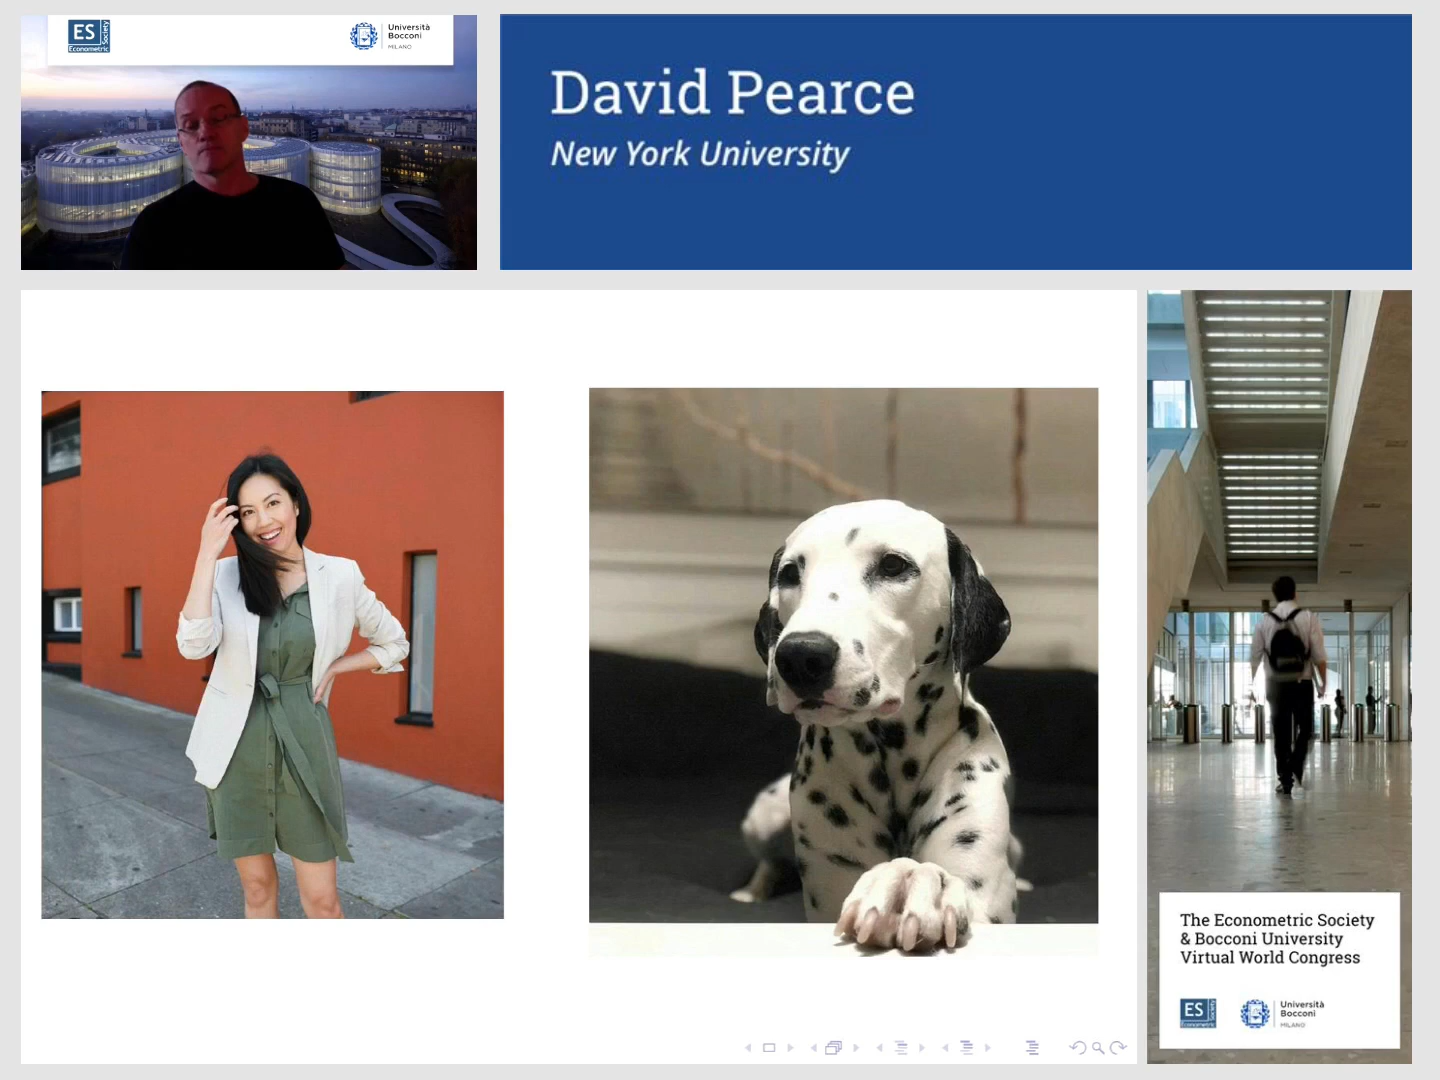 ES
Econometric
Society
Università
Bocconi
MILANO
David Pearce
New York University
The Econometric Society
& Bocconi University
Virtual World Congress
ES
Econometric
Society
Università
Bocconi
MILANO